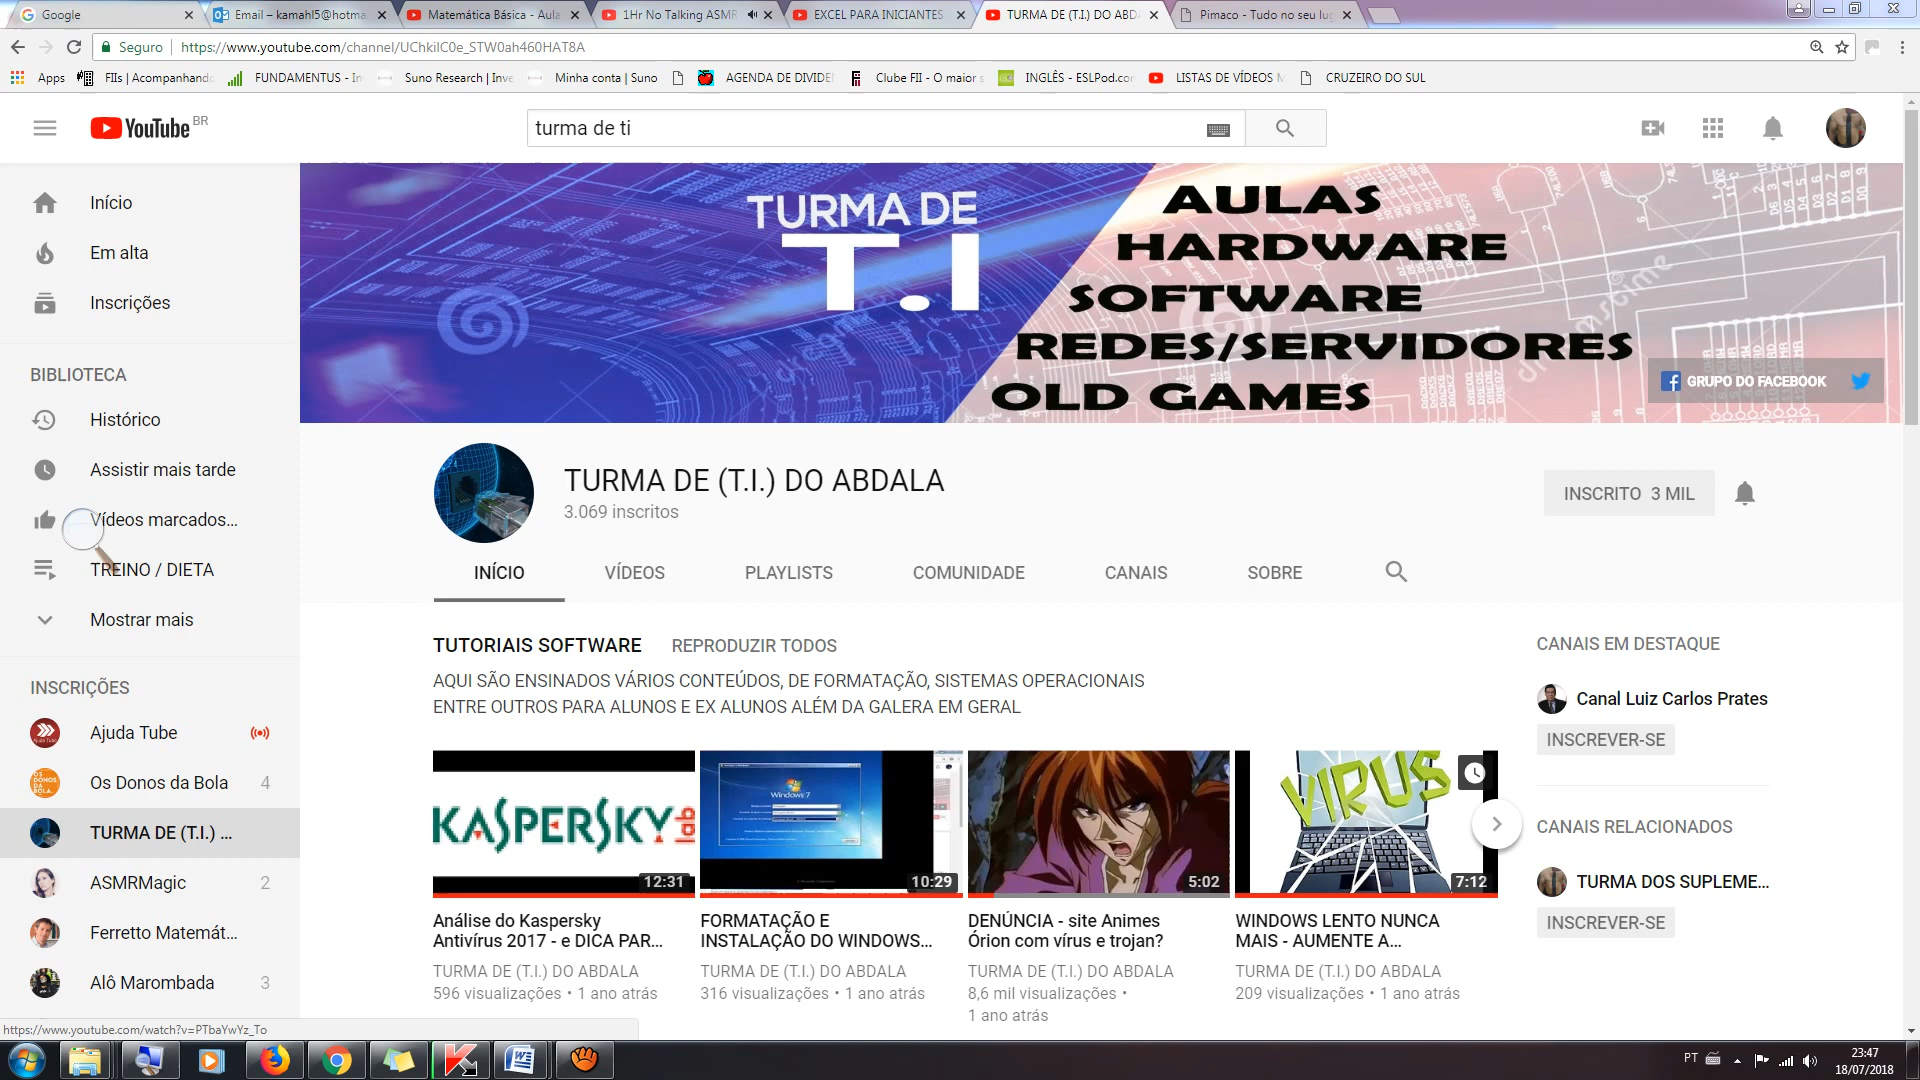 Google
Email – kamahl5@hotma
Matemática Básica - Aula
1Hr No Talking ASMR
EXCEL PARA INICIANTES
TURMA DE (T.I.) DO ABD
Pimaco - Tudo no seu lug
Seguro
https://www.youtube.com/channel/UChkiIC0e_STW0ah460HAT8A
Apps
FIIs | Acompanhando
FUNDAMENTUS - In
Suno Research | Inve
Minha conta | Suno
AGENDA DE DIVIDE
Clube FII - O maior s
INGLÊS - ESLPod.co
LISTAS DE VÍDEOS M
CRUZEIRO DO SUL
YouTube BR
turma de ti
TURMA DE
T.I
AULAS
HARDWARE
SOFTWARE
REDES/SERVIDORES
OLD GAMES
GRUPO DO FACEBOOK
Início
Em alta
Inscrições
BIBLIOTECA
Histórico
Assistir mais tarde
Vídeos marcados...
TREINO / DIETA
Mostrar mais
INSCRIÇÕES
Ajuda Tube
Os Donos da Bola 4
TURMA DE (T.I.) ...
ASMRMagic 2
Ferretto Matemát...
Alô Marombada 3
TURMA DE (T.I.) DO ABDALA
3.069 inscritos
INSCRITO 3 MIL
INÍCIO
VÍDEOS
PLAYLISTS
COMUNIDADE
CANAIS
SOBRE
TUTORIAIS SOFTWARE REPRODUZIR TODOS
AQUI SÃO ENSINADOS VÁRIOS CONTEÚDOS, DE FORMATAÇÃO, SISTEMAS OPERACIONAIS
ENTRE OUTROS PARA ALUNOS E EX ALUNOS ALÉM DA GALERA EM GERAL
KASPERSKY lab
12:31
Windows 7
10:29
5:02
VIRUS
7:12
Análise do Kaspersky
Antivírus 2017 - e DICA PAR...
TURMA DE (T.I.) DO ABDALA
596 visualizações • 1 ano atrás
FORMATAÇÃO E
INSTALAÇÃO DO WINDOWS...
TURMA DE (T.I.) DO ABDALA
316 visualizações • 1 ano atrás
DENÚNCIA - site Animes
Órion com vírus e trojan?
TURMA DE (T.I.) DO ABDALA
8,6 mil visualizações •
1 ano atrás
WINDOWS LENTO NUNCA
MAIS - AUMENTE A...
TURMA DE (T.I.) DO ABDALA
209 visualizações • 1 ano atrás
CANAIS EM DESTAQUE
Canal Luiz Carlos Prates
INSCREVER-SE
CANAIS RELACIONADOS
TURMA DOS SUPLEME...
INSCREVER-SE
https://www.youtube.com/watch?v=PTbaYwYz_To
PT
23:47
18/07/2018